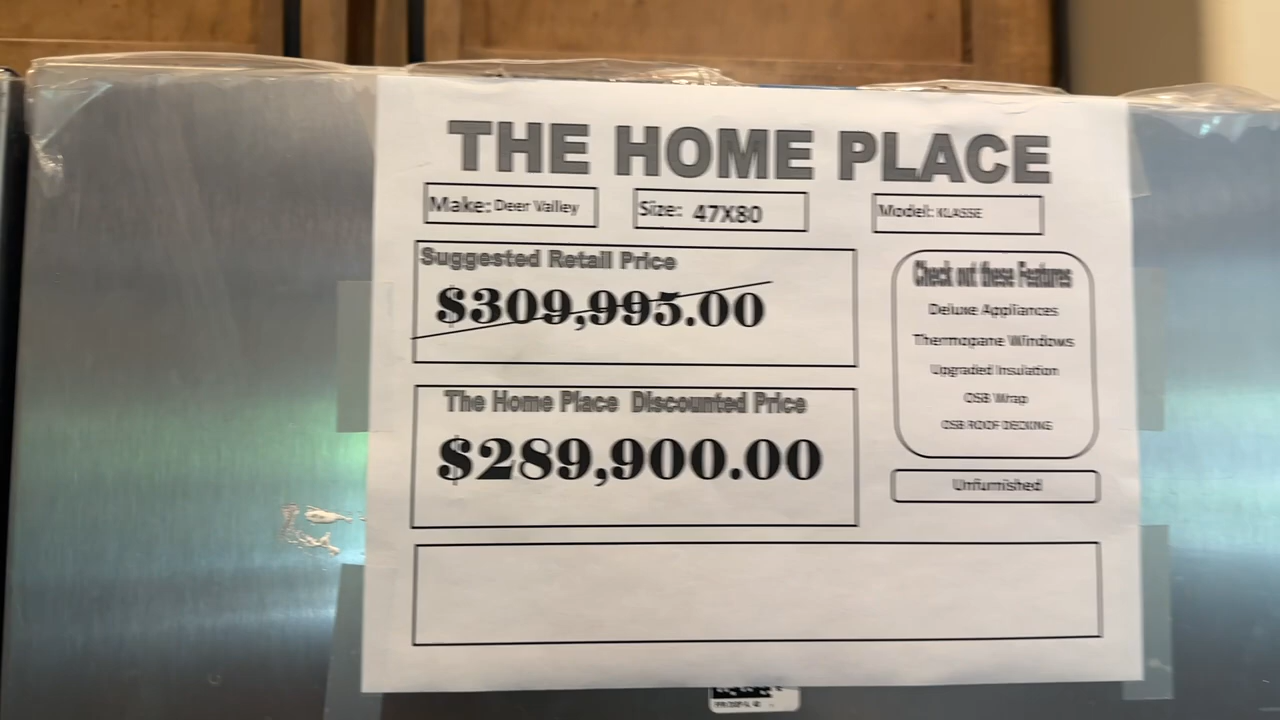 THE HOME PLACE
Make: Deer Valley
Size: 47X80
Model: KLASSE
Suggested Retail Price
$309,995.00
Check out these Features
Deluxe Appliances
Thermopane Windows
Upgraded Insulation
OSB Wrap
OSB ROOF DECKING
The Home Place Discounted Price
$289,900.00
Unfurnished